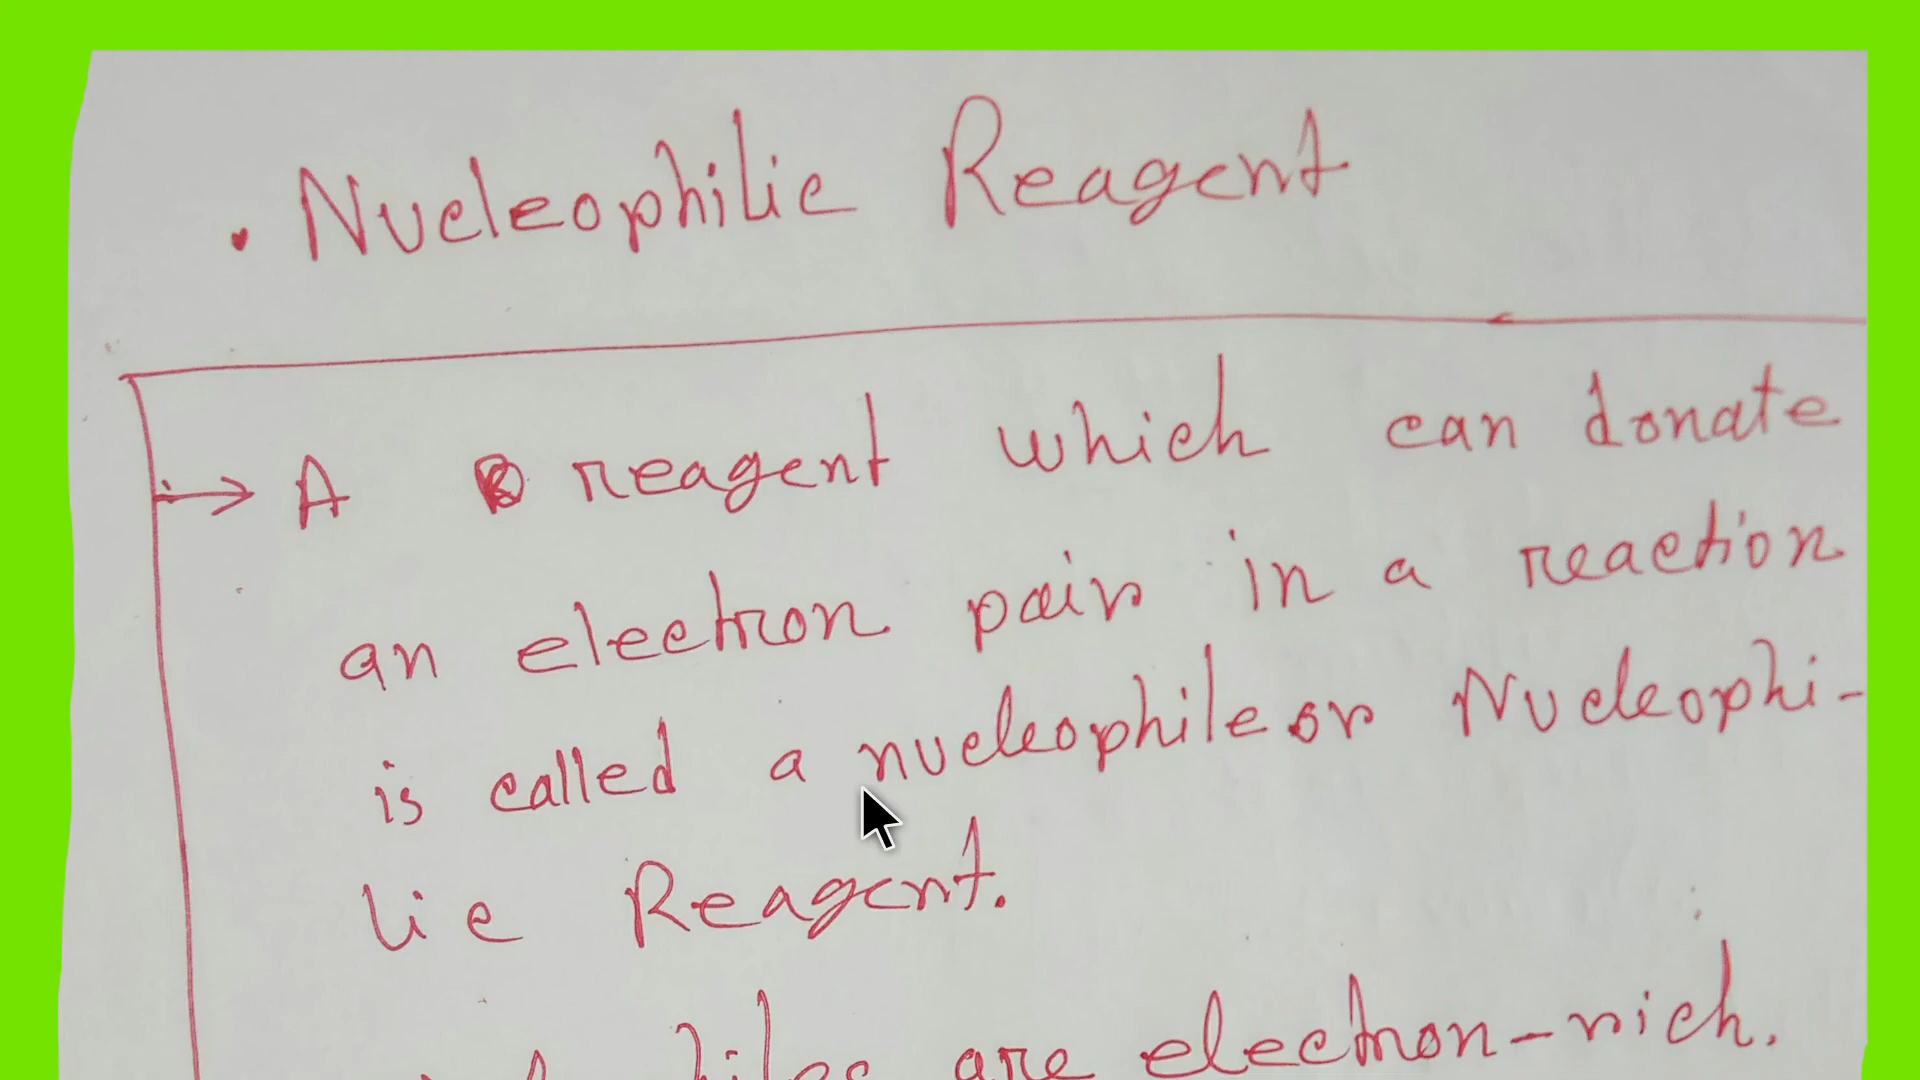 . Nucleophilic Reagent
→ A reagent which can donate
an electron pair in a reaction
is called a nucleophile or Nucleophi-
lic Reagent.
are electron-rich.